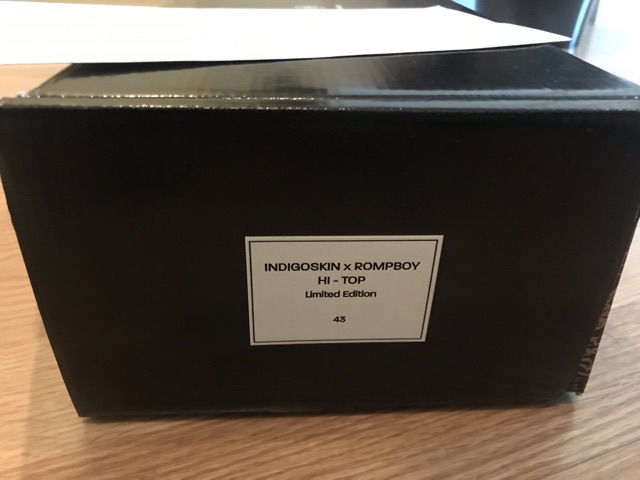 INDIGOSKIN x ROMPBOY
HI - TOP
Limited Edition
43